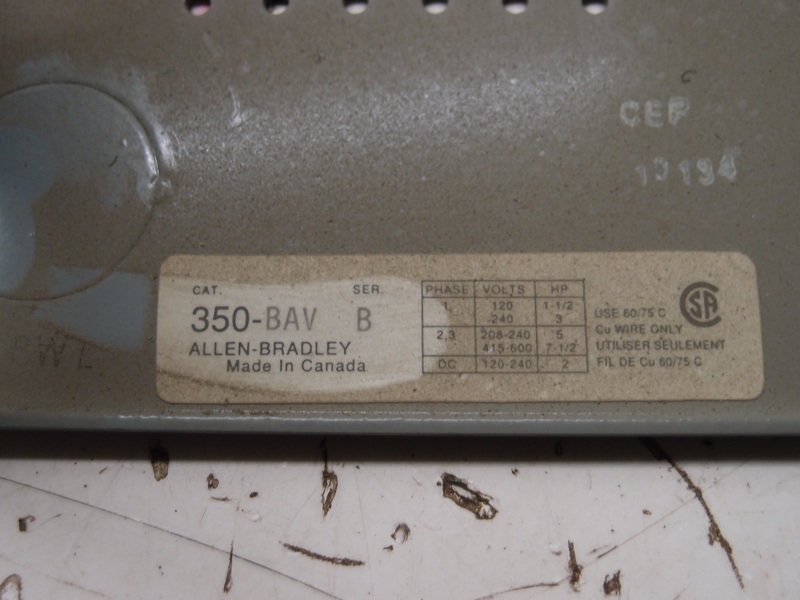 CEP
10194
CAT. SER.
350-BAV B
ALLEN-BRADLEY
Made In Canada
PHASE VOLTS HP
1 120 1-1/2
240 3
2,3 208-240 5
415-600 7-1/2
DC 120-240 2
SA
USE 60/75 C
Cu WIRE ONLY
UTILISER SEULEMENT
FIL DE Cu 60/75 C